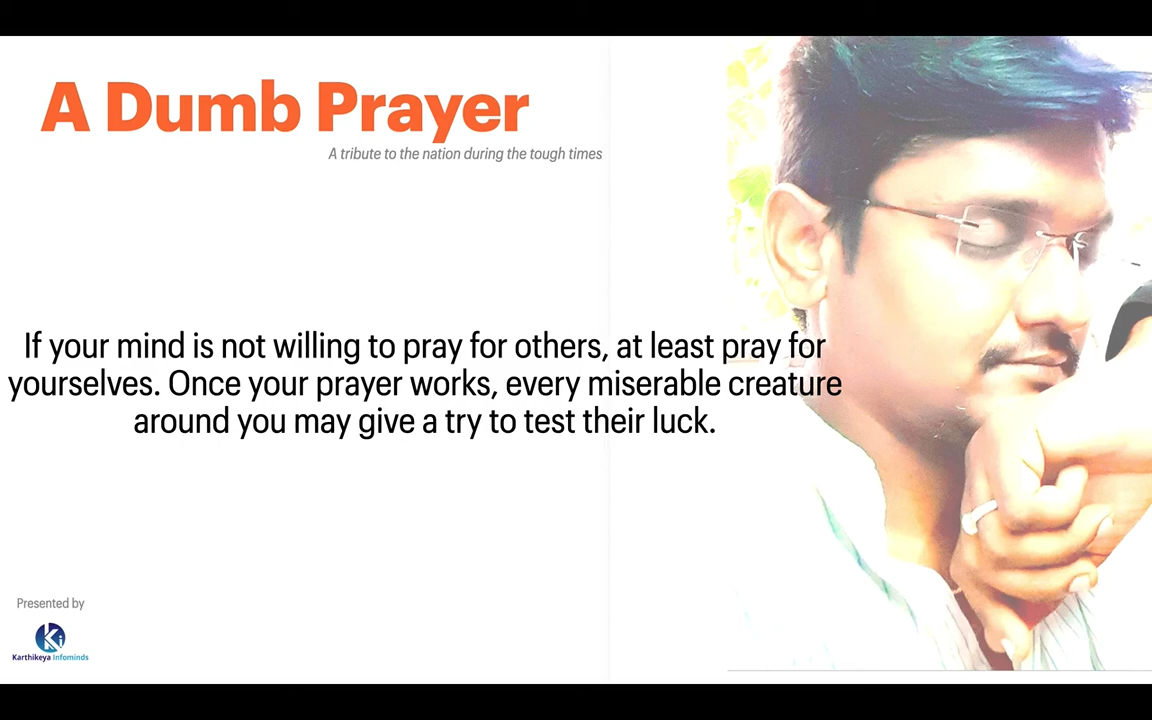 A Dumb Prayer
A tribute to the nation during the tough times
If your mind is not willing to pray for others, at least pray for
yourselves. Once your prayer works, every miserable creature
around you may give a try to test their luck.
Presented by
Ki
Karthikeya Infominds